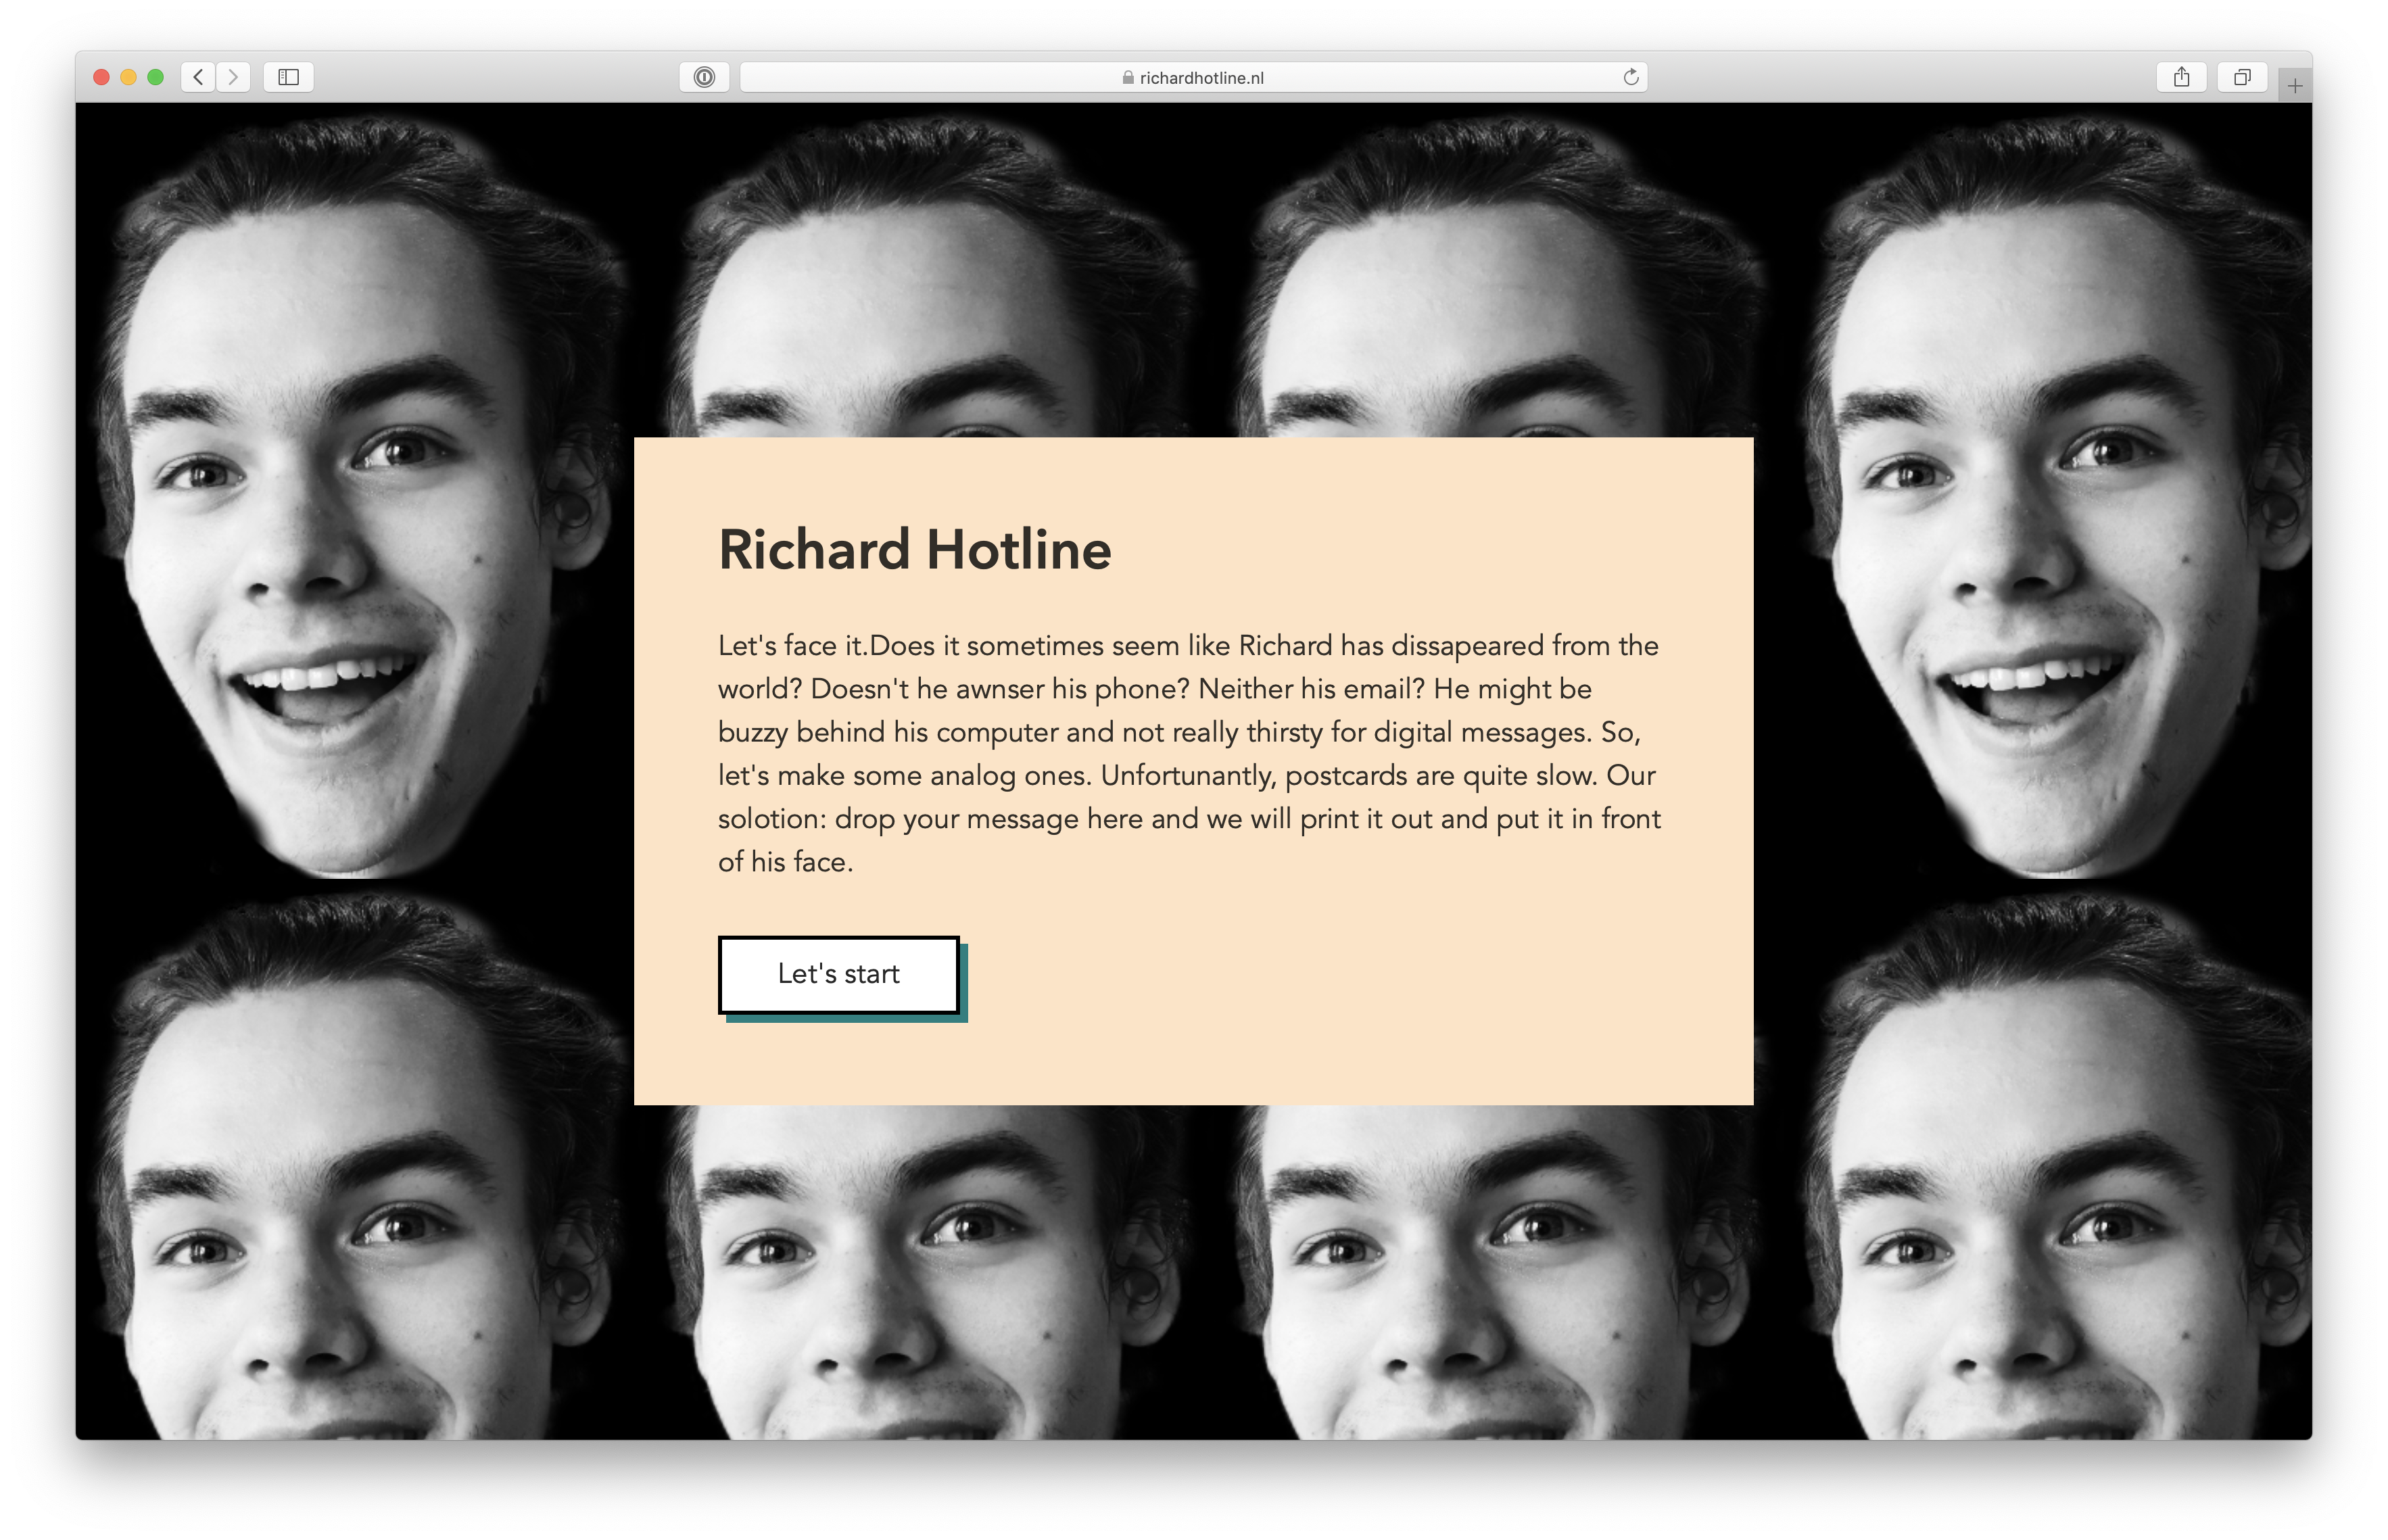 richardhotline.nl
Richard Hotline
Let's face it.Does it sometimes seem like Richard has dissapeared from the
world? Doesn't he awnser his phone? Neither his email? He might be
buzzy behind his computer and not really thirsty for digital messages. So,
let's make some analog ones. Unfortunantly, postcards are quite slow. Our
solotion: drop your message here and we will print it out and put it in front
of his face.
Let's start